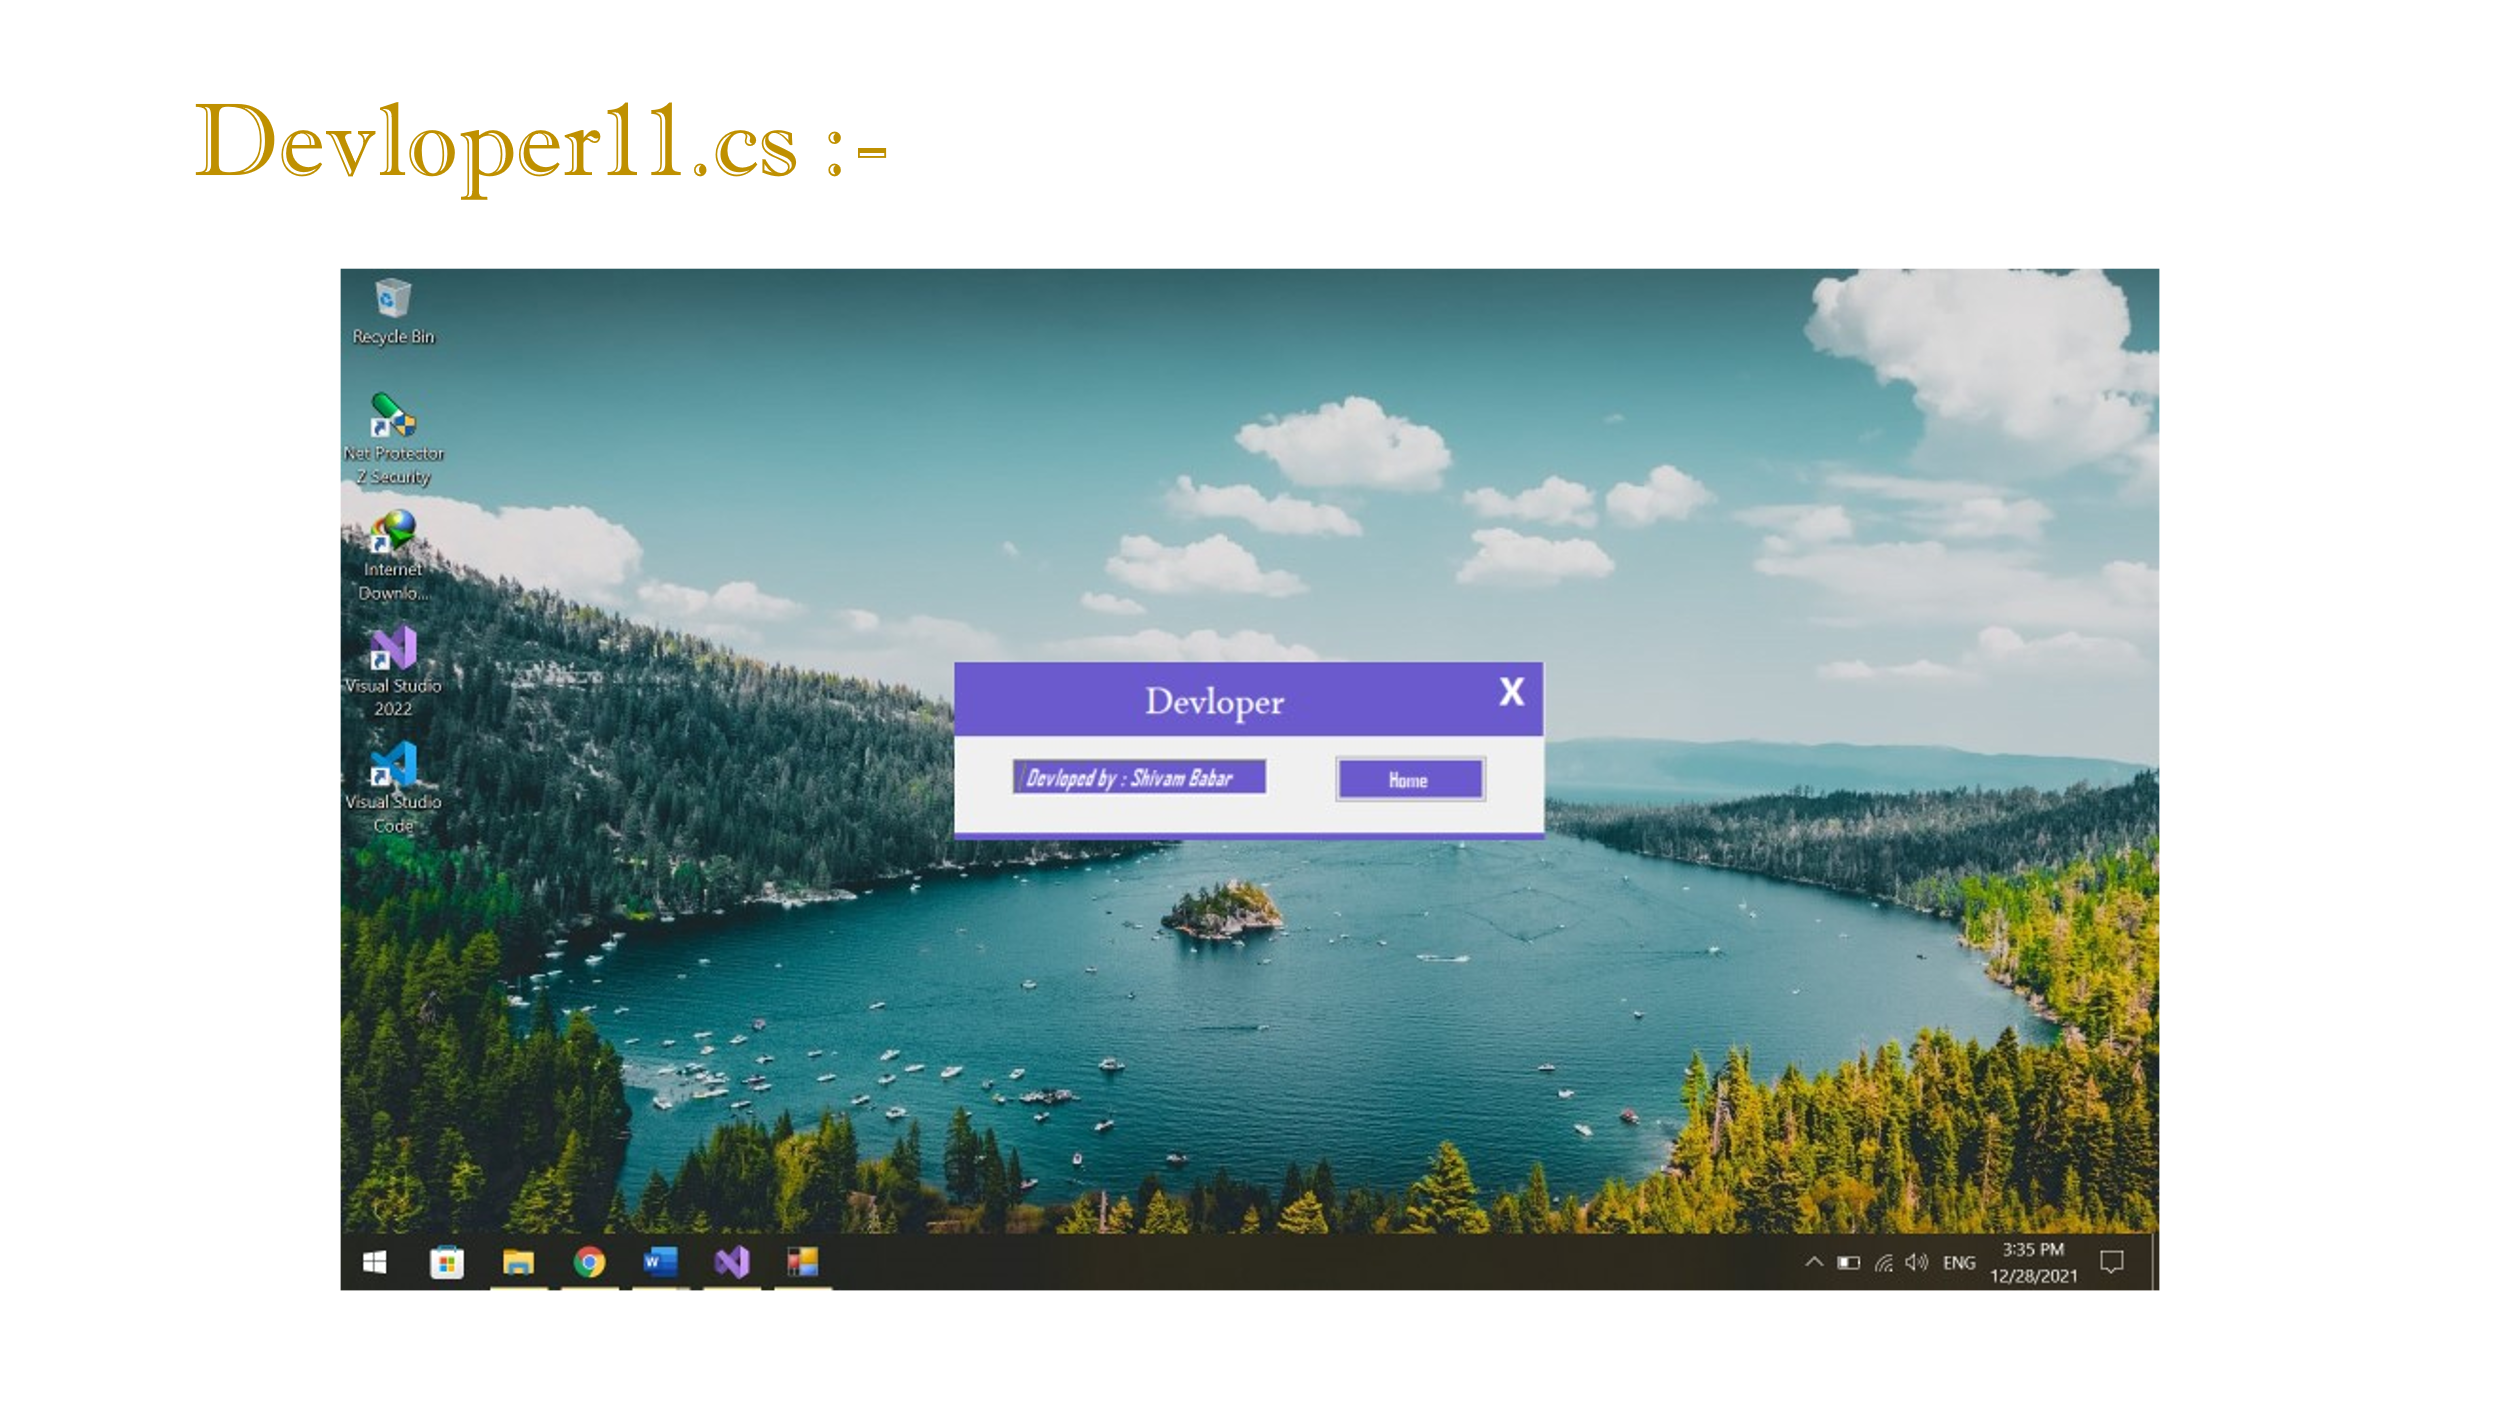 Devloper11.cs :-
Recycle Bin
Net Protector
Z Security
Internet
Downlo...
Visual Studio
2022
Visual Studio
Code
Devloper
X
Devloped by : Shivam Babar
Home
W
ENG
3:35 PM
12/28/2021